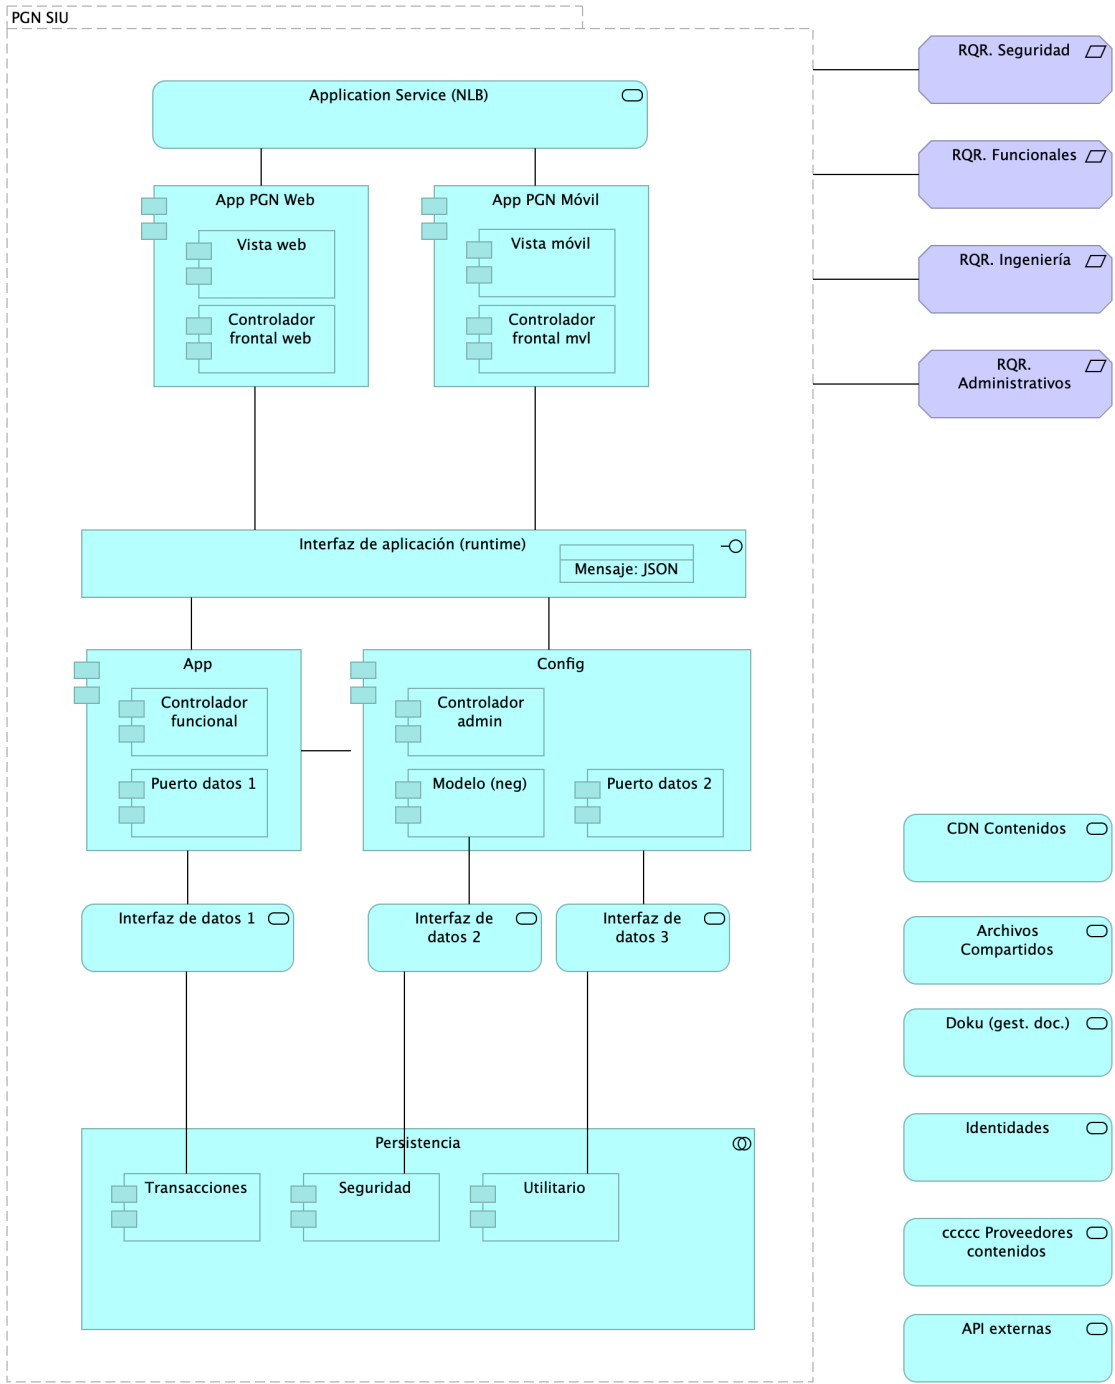 PGN SIU
RQR. Seguridad
Application Service (NLB)
RQR. Funcionales
App PGN Web
App PGN Móvil
Vista web
Vista móvil
RQR. Ingeniería
Controlador
frontal web
Controlador
frontal mvl
RQR.
Administrativos
Interfaz de aplicación (runtime)
Mensaje: JSON
App
Config
Controlador
funcional
Controlador
admin
Puerto datos 1
Modelo (neg)
Puerto datos 2
CDN Contenidos
Interfaz de datos 1
Interfaz de
datos 2
Interfaz de
datos 3
Archivos
Compartidos
Doku (gest. doc.)
Persistencia
Identidades
Transacciones
Seguridad
Utilitario
ccccc Proveedores
contenidos
API externas